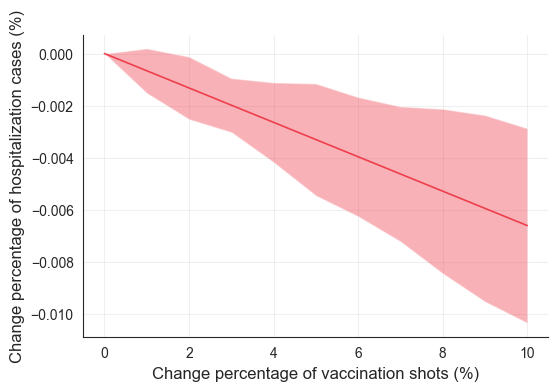 Change percentage of hospitalization cases (%)
0.000
−0.002
−0.004
−0.006
−0.008
−0.010
0 2 4 6 8 10
Change percentage of vaccination shots (%)